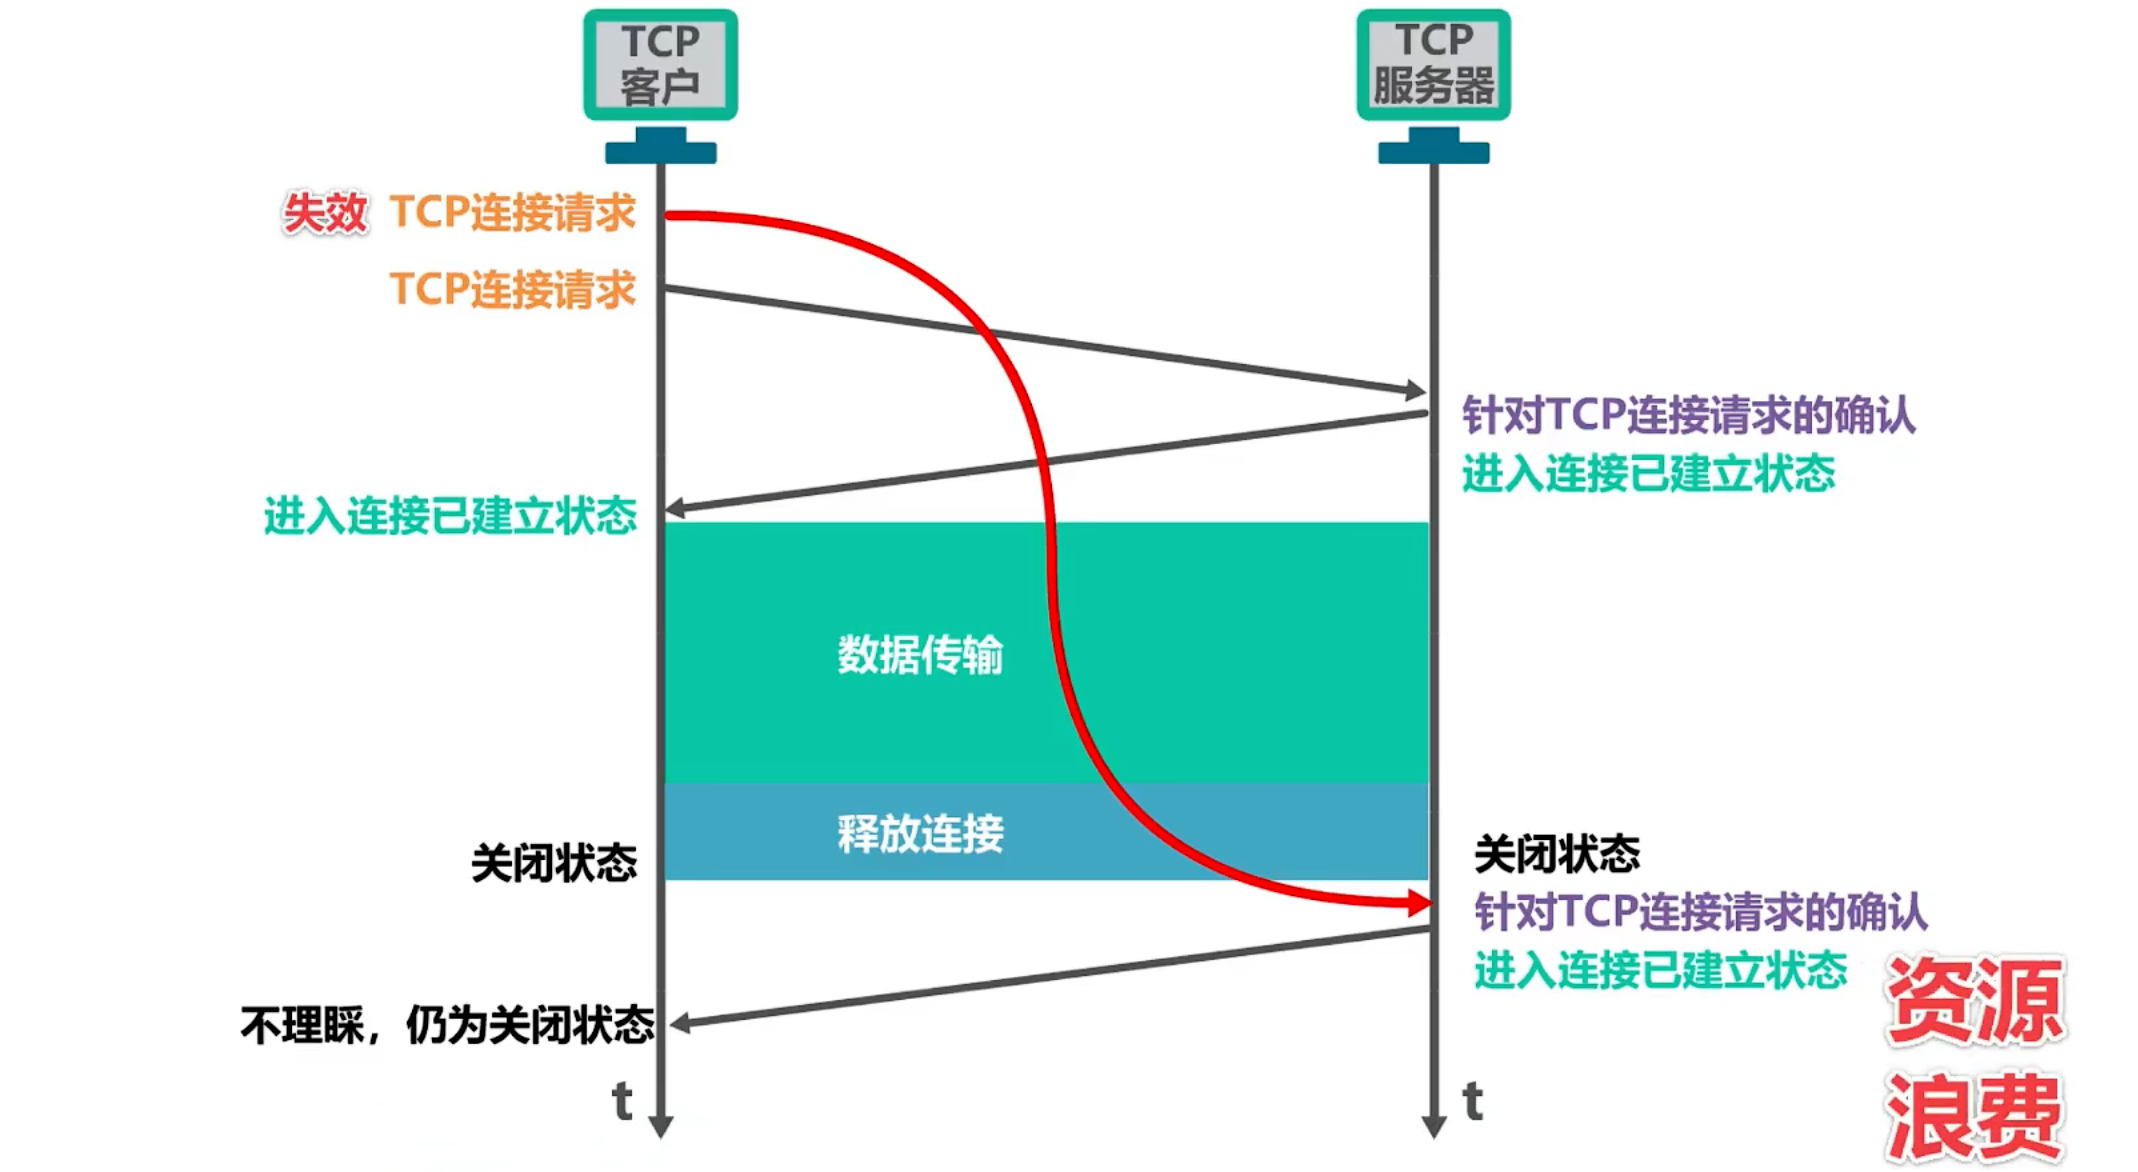 TCP
客户
TCP
服务器
失效 TCP连接请求
TCP连接请求
针对TCP连接请求的确认
进入连接已建立状态
进入连接已建立状态
数据传输
释放连接
关闭状态
关闭状态
针对TCP连接请求的确认
进入连接已建立状态
资源
浪费
不理睬，仍为关闭状态
t
t